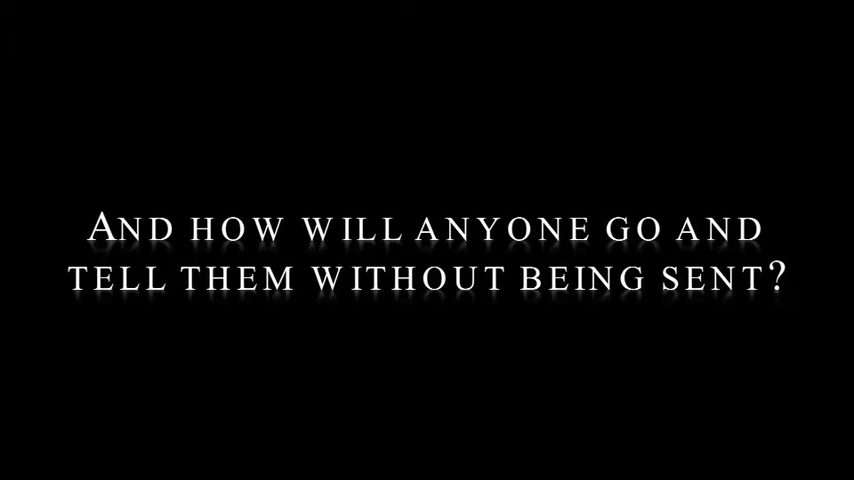 AND HOW WILL ANYONE GO AND
TELL THEM WITHOUT BEING SENT?